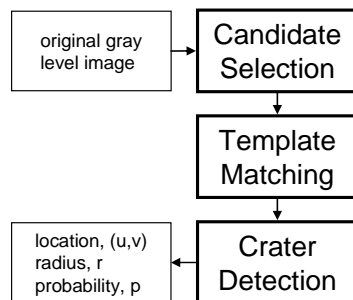 original gray
level image
Candidate
Selection
Template
Matching
Crater
Detection
location, (u,v)
radius, r
probability, p